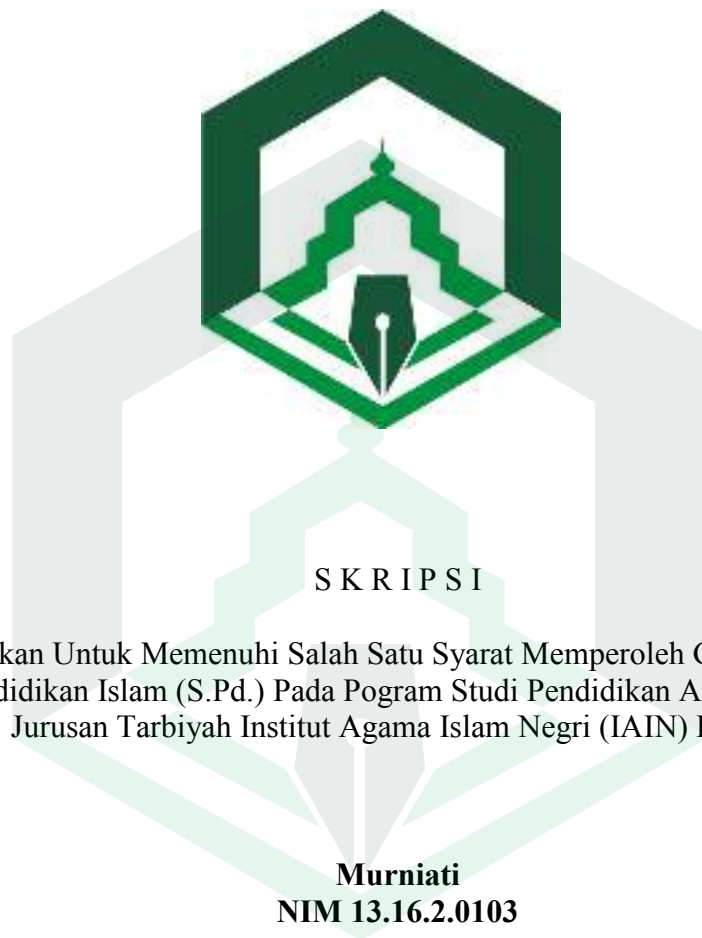 S K R I P S I
kan Untuk Memenuhi Salah Satu Syarat Memperoleh
didikan Islam (S.Pd.) Pada Pogram Studi Pendidikan
Jurusan Tarbiyah Institut Agama Islam Negri (IAIN)
Murniati
NIM 13.16.2.0103